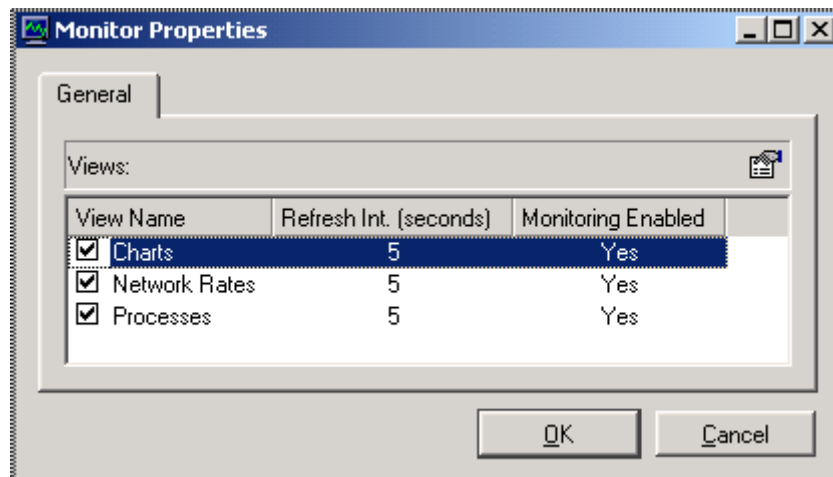 Monitor Properties
General
Views:
View Name Refresh Int. (seconds) Monitoring Enabled
Charts 5 Yes
Network Rates 5 Yes
Processes 5 Yes
OK Cancel